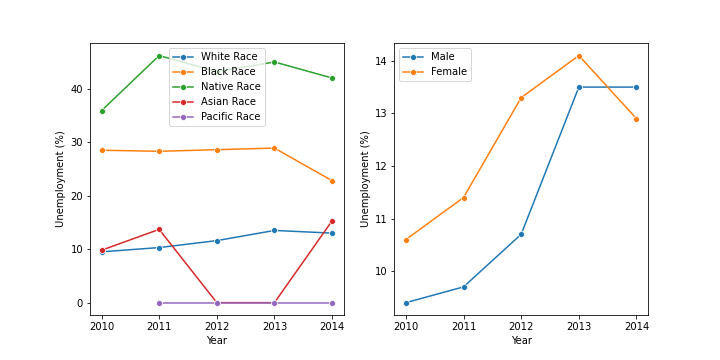 White Race
Black Race
Native Race
Asian Race
Pacific Race
Unemployment (%)
40
30
20
10
0
2010 2011 2012 2013 2014
Year
Male
Female
Unemployment (%)
14
13
12
11
10
2010 2011 2012 2013 2014
Year